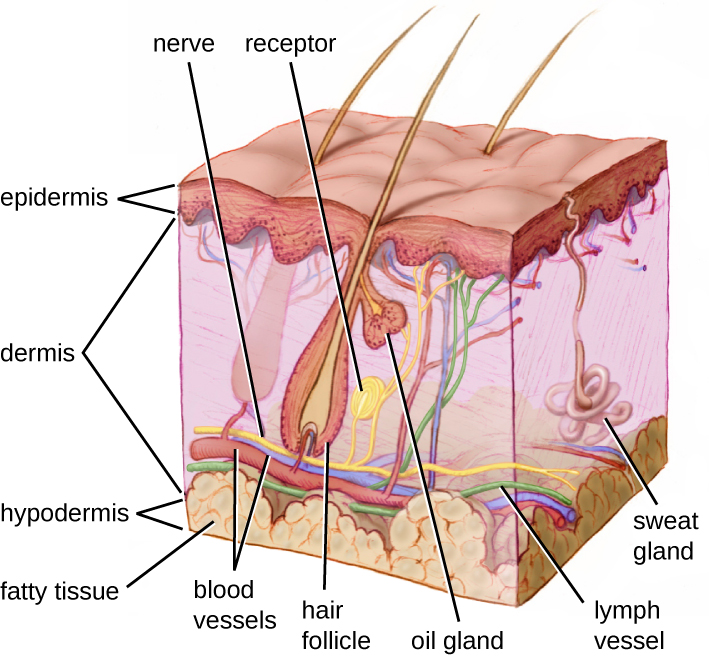 nerve
receptor
epidermis
dermis
hypodermis
fatty tissue
blood
vessels
hair
follicle
oil gland
lymph
vessel
sweat
gland